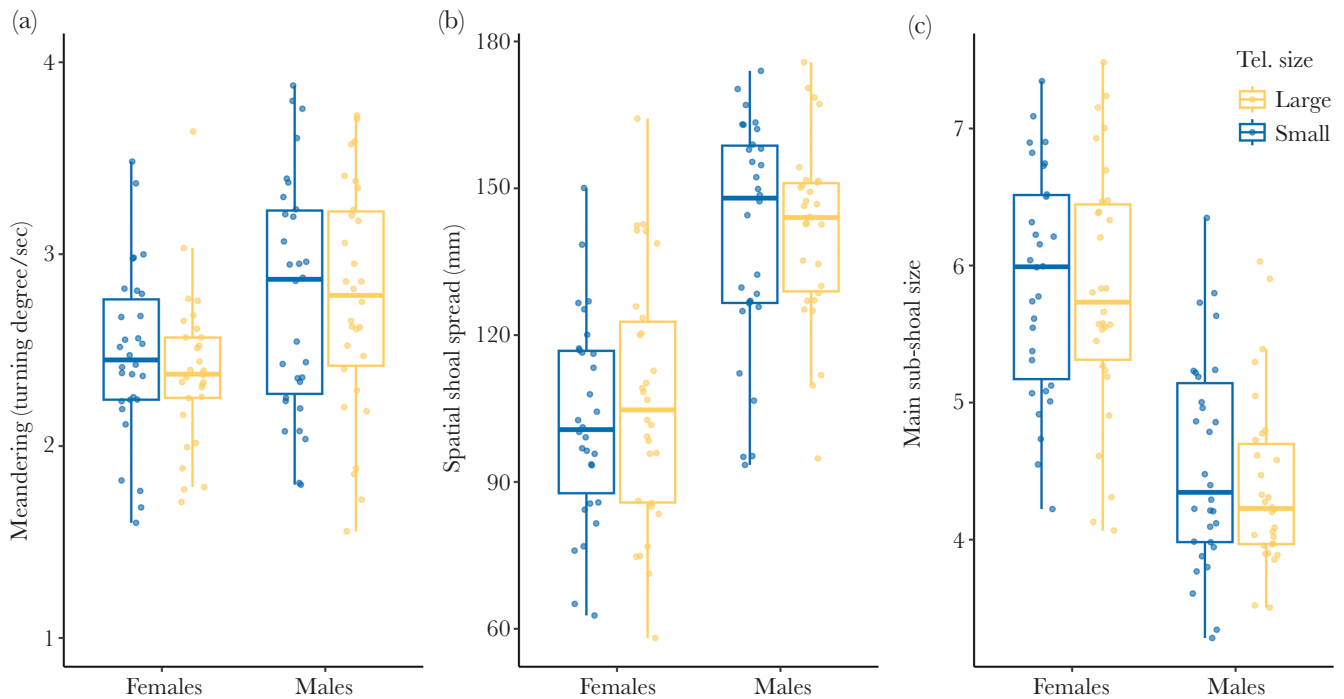 (a)
4
3
2
1
Meandering (turning degree/sec)
Females
Males
(b)
180
150
120
90
60
Spatial shoal spread (mm)
Females
Males
(c)
7
6
5
4
Main sub-shoal size
Females
Males
Tel. size
Large
Small